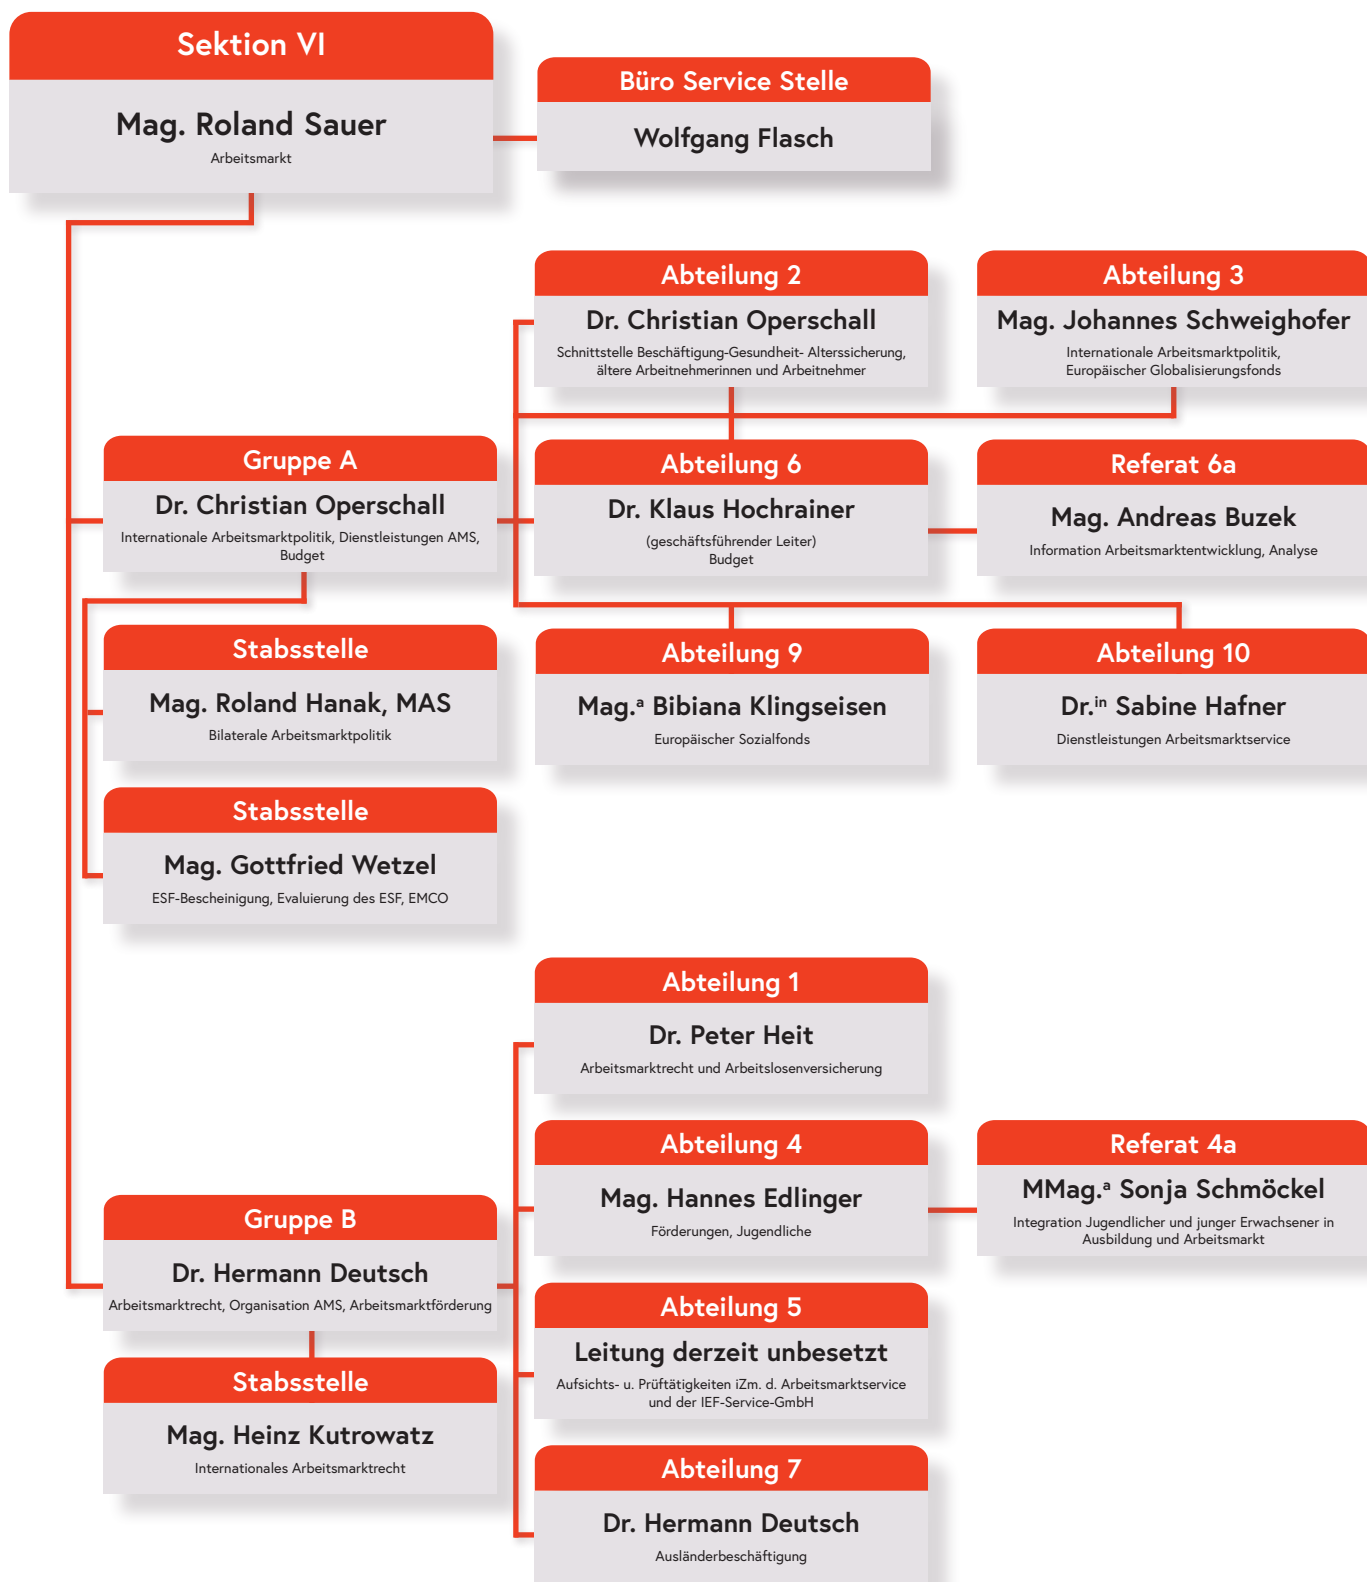 Sektion VI
Mag. Roland Sauer
Arbeitsmarkt
Büro Service Stelle
Wolfgang Flasch
Abteilung 2
Dr. Christian Operschall
Schnittstelle Beschäftigung-Gesundheit- Alterssicherung,
ältere Arbeitnehmerinnen und Arbeitnehmer
Abteilung 3
Mag. Johannes Schweighofer
Internationale Arbeitsmarktpolitik,
Europäischer Globalisierungsfonds
Gruppe A
Dr. Christian Operschall
Internationale Arbeitsmarktpolitik, Dienstleistungen AMS,
Budget
Abteilung 6
Dr. Klaus Hochrainer
(geschäftsführender Leiter)
Budget
Referat 6a
Mag. Andreas Buzek
Information Arbeitsmarktentwicklung, Analyse
Stabsstelle
Mag. Roland Hanak, MAS
Bilaterale Arbeitsmarktpolitik
Abteilung 9
Mag.ᵃ Bibiana Klingseisen
Europäischer Sozialfonds
Abteilung 10
Dr.ⁱⁿ Sabine Hafner
Dienstleistungen Arbeitsmarktservice
Stabsstelle
Mag. Gottfried Wetzel
ESF-Bescheinigung, Evaluierung des ESF, EMCO
Abteilung 1
Dr. Peter Heit
Arbeitsmarktrecht und Arbeitslosenversicherung
Abteilung 4
Mag. Hannes Edlinger
Förderungen, Jugendliche
Referat 4a
MMag.ᵃ Sonja Schmöckel
Integration Jugendlicher und junger Erwachsener in
Ausbildung und Arbeitsmarkt
Gruppe B
Dr. Hermann Deutsch
Arbeitsmarktrecht, Organisation AMS, Arbeitsmarktförderung
Abteilung 5
Leitung derzeit unbesetzt
Aufsichts- u. Prüftätigkeiten iZm. d. Arbeitsmarktservice
und der IEF-Service-GmbH
Stabsstelle
Mag. Heinz Kutrowatz
Internationales Arbeitsmarktrecht
Abteilung 7
Dr. Hermann Deutsch
Ausländerbeschäftigung